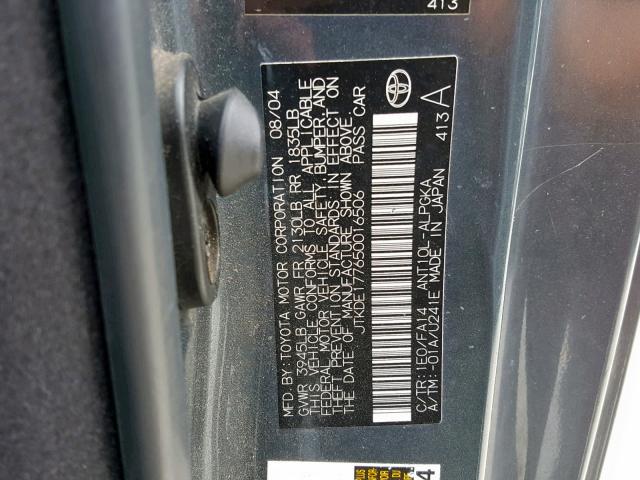 413
MFD. BY: TOYOTA MOTOR CORPORATION 08/04
GVWR 3945LB GAWR FR 2130LB RR 1835LB
THIS VEHICLE CONFORMS TO ALL APPLICABLE
FEDERAL MOTOR VEHICLE SAFETY, BUMPER, AND
THEFT PREVENTION STANDARDS IN EFFECT ON
THE DATE OF MANUFACTURE SHOWN ABOVE.
JTKDE177650016506 PASS CAR
C/TR: 1E0/FA14 ANT10L-ALPGKA
A/TM: -01A/U241E MADE IN JAPAN
413 A
4